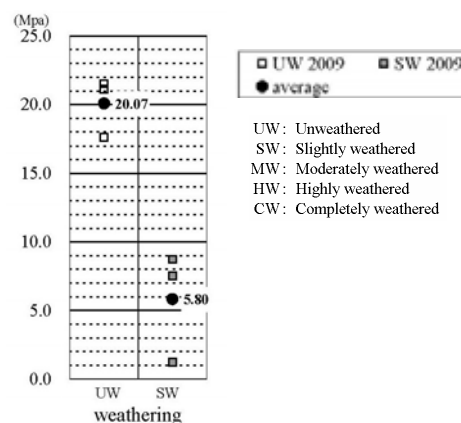 (Mpa)
25.0
20.0
15.0
10.0
5.0
0.0
20.07
5.80
UW SW
weathering
UW 2009 SW 2009
average
UW: Unweathered
SW: Slightly weathered
MW: Moderately weathered
HW: Highly weathered
CW: Completely weathered